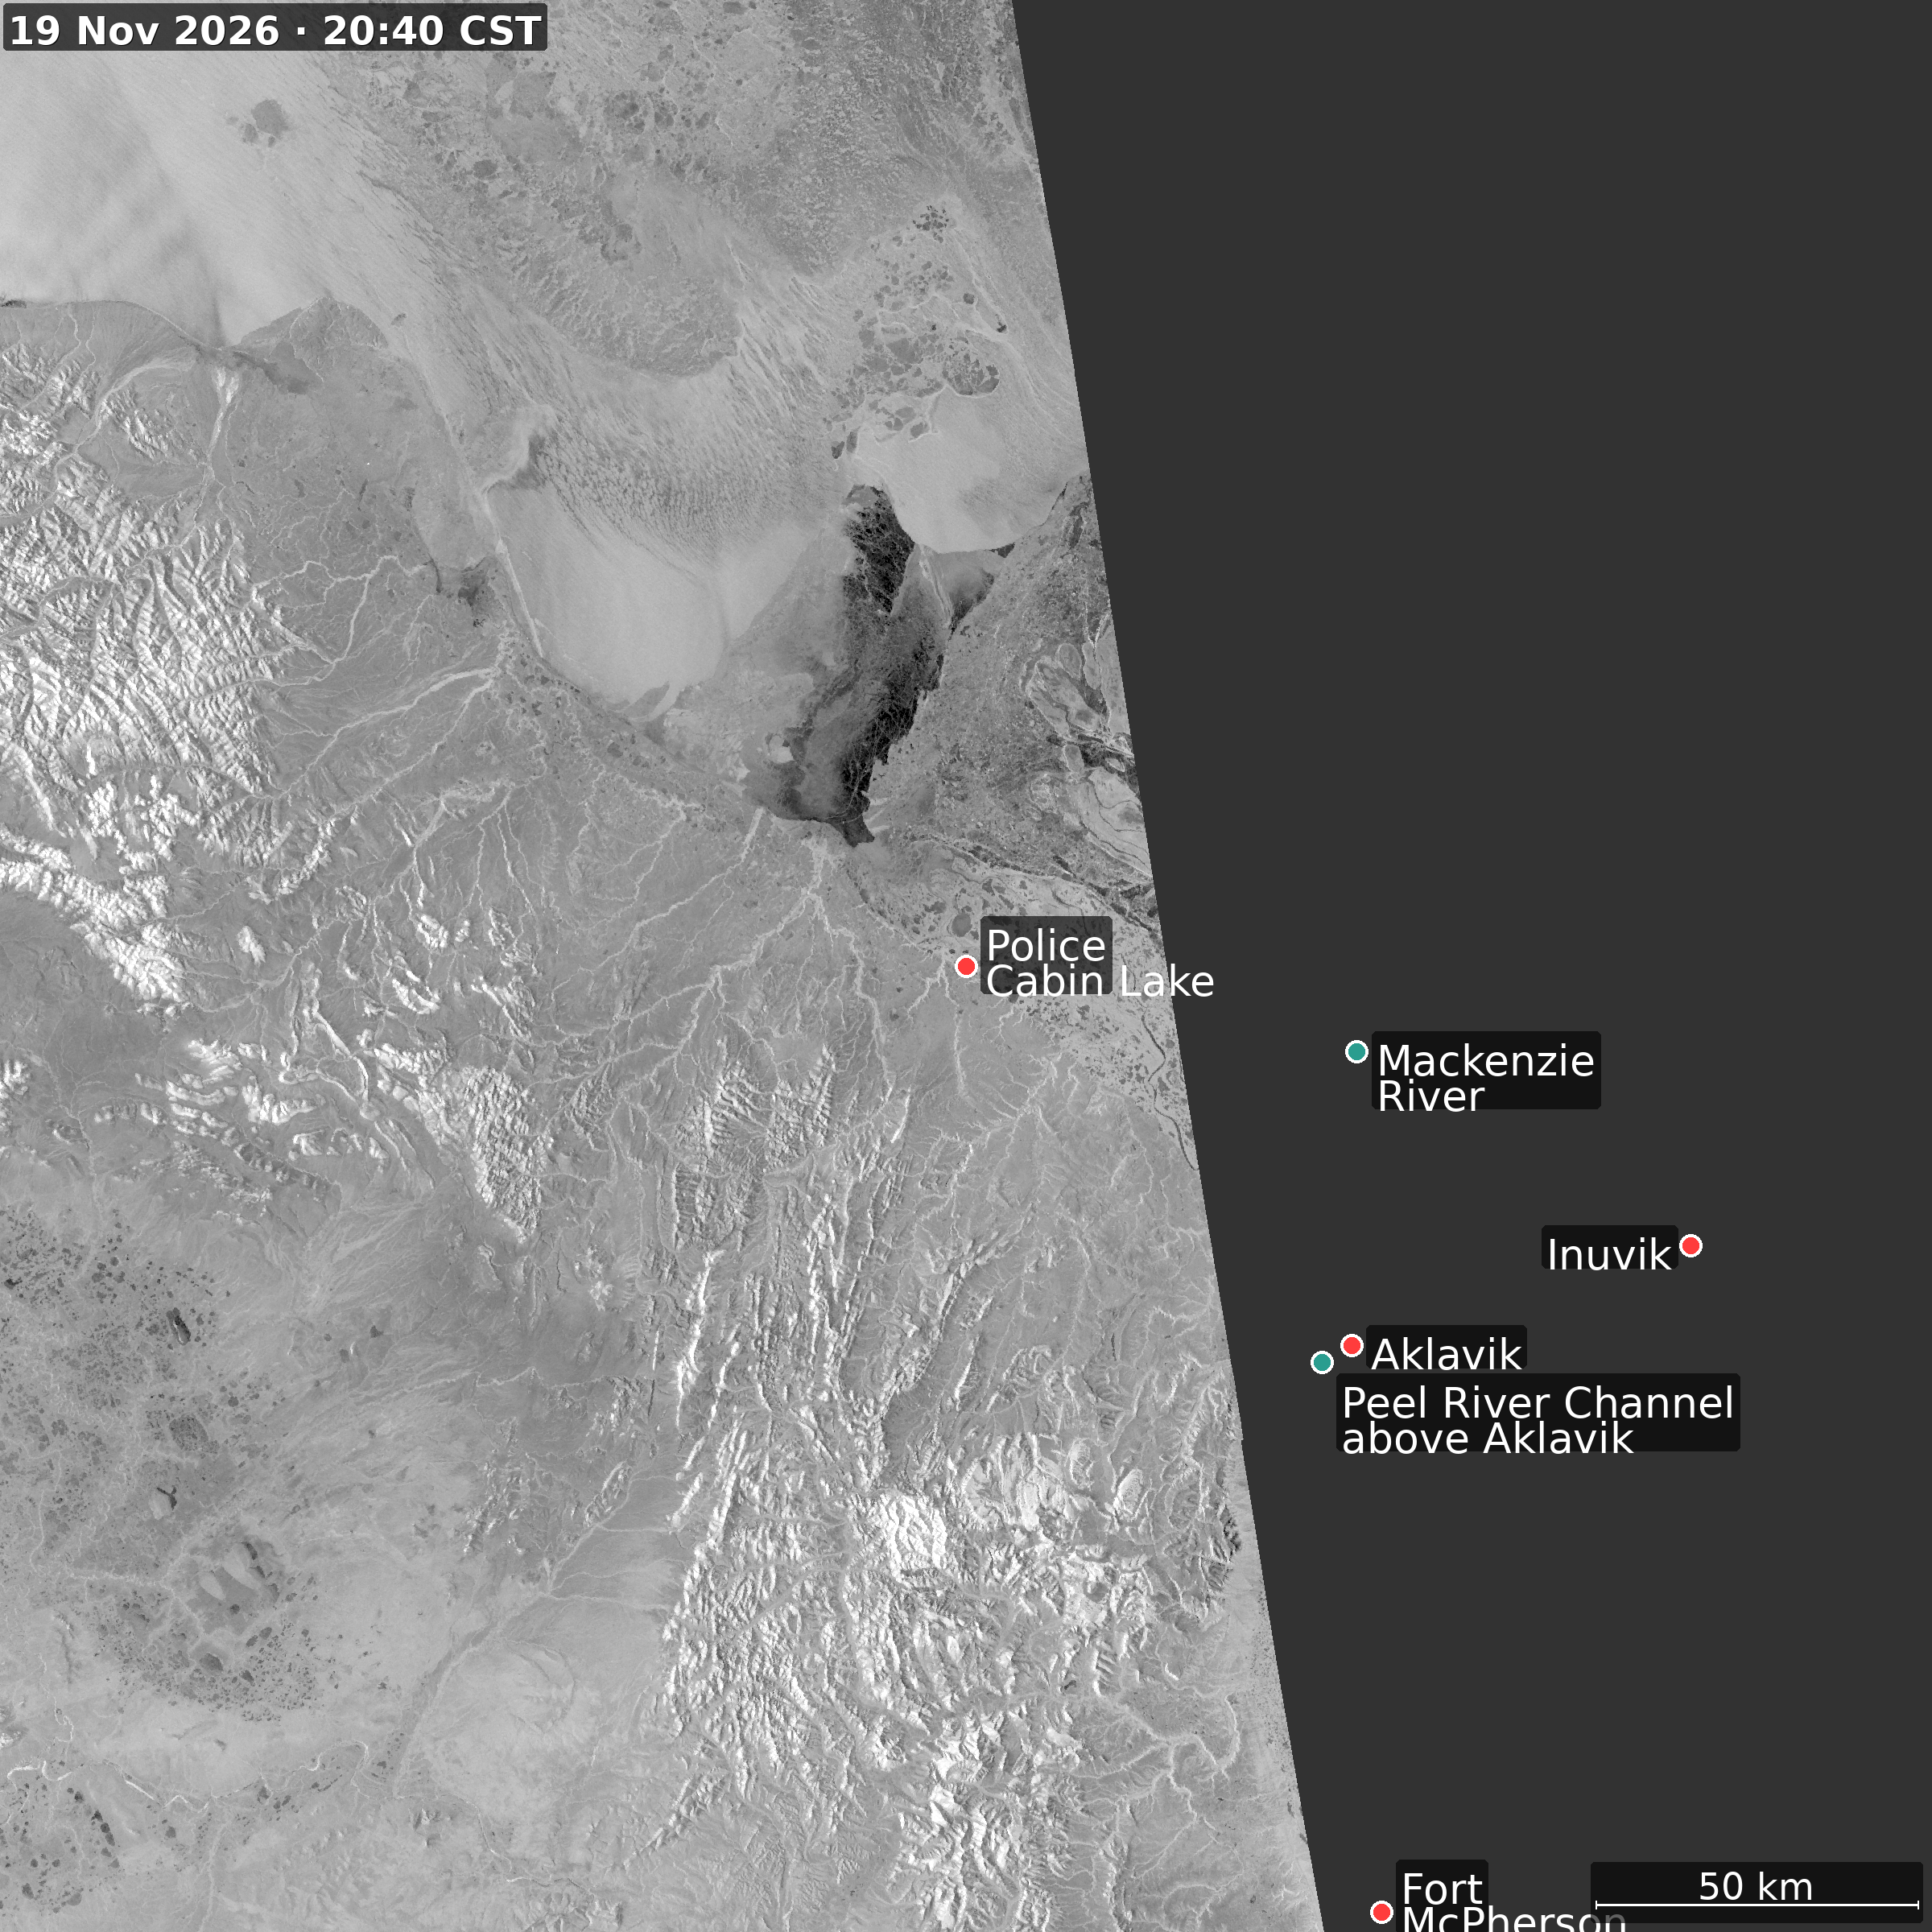 19 Nov 2026 · 20:40 CST
Police
Cabin Lake
Mackenzie
River
Inuvik
Aklavik
Peel River Channel
above Aklavik
Fort
McPherson
50 km